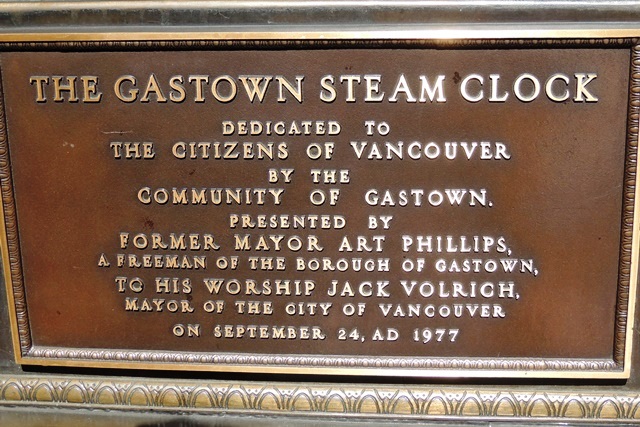 THE GASTOWN STEAM CLOCK
DEDICATED TO
THE CITIZENS OF VANCOUVER
BY THE
COMMUNITY OF GASTOWN.
PRESENTED BY
FORMER MAYOR ART PHILLIPS,
A FREEMAN OF THE BOROUGH OF GASTOWN,
TO HIS WORSHIP JACK VOLRICH,
MAYOR OF THE CITY OF VANCOUVER
ON SEPTEMBER 24, AD 1977